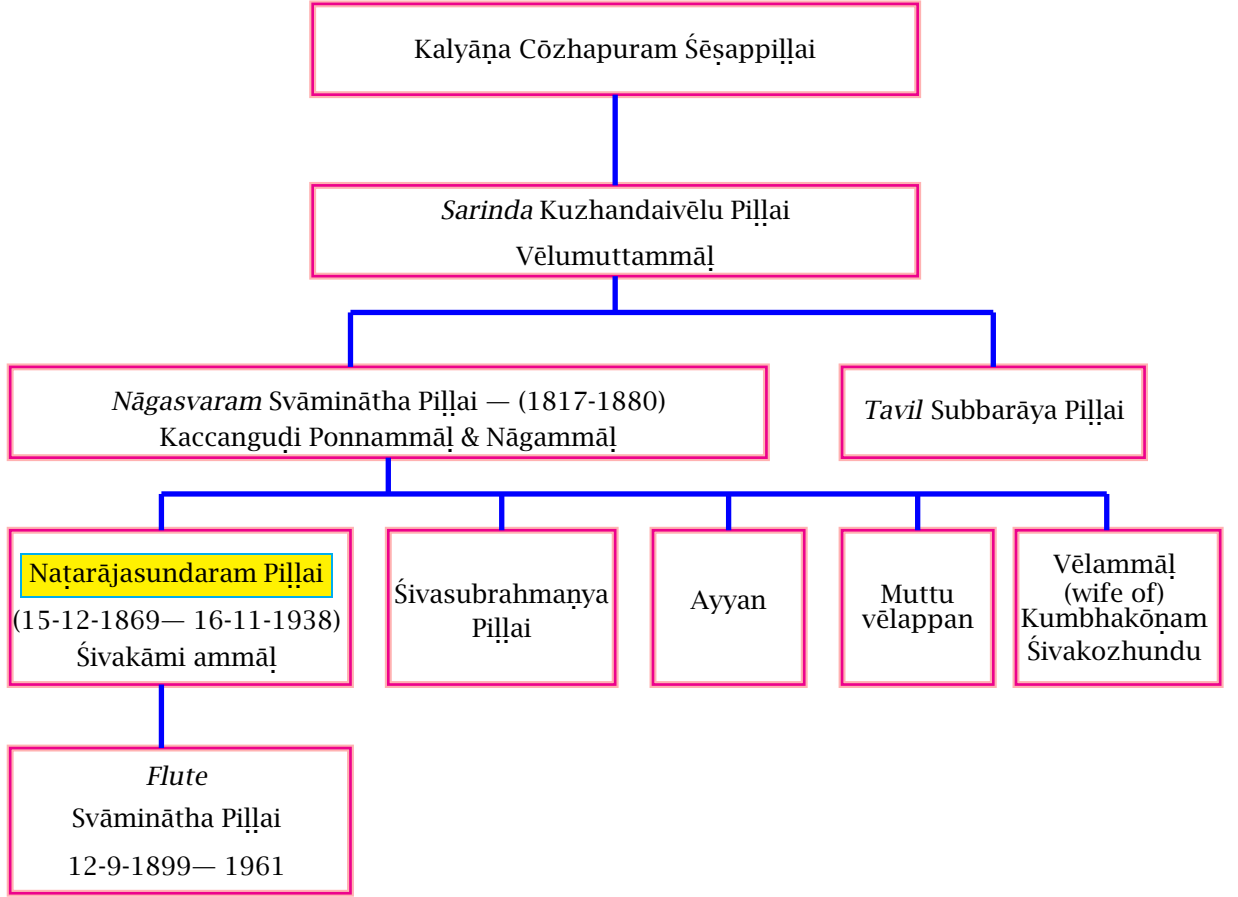 Kalyāṇa Cōzhapuram Śēṣappiḷḷai
Sarinda Kuzhandaivēlu Piḷḷai
Vēlumuttammāḷ
Nāgasvaram Svāminātha Piḷḷai — (1817-1880)
Kaccanguḍi Ponnammāḷ & Nāgammāḷ
Tavil Subbarāya Piḷḷai
Naṭarājasundaram Piḷḷai
(15-12-1869— 16-11-1938)
Śivakāmi ammāḷ
Śivasubrahmaṇya
Piḷḷai
Ayyan
Muttu
vēlappan
Vēlammāḷ
(wife of)
Kumbhakōṇam
Śivakozhundu
Flute
Svāminātha Piḷḷai
12-9-1899— 1961